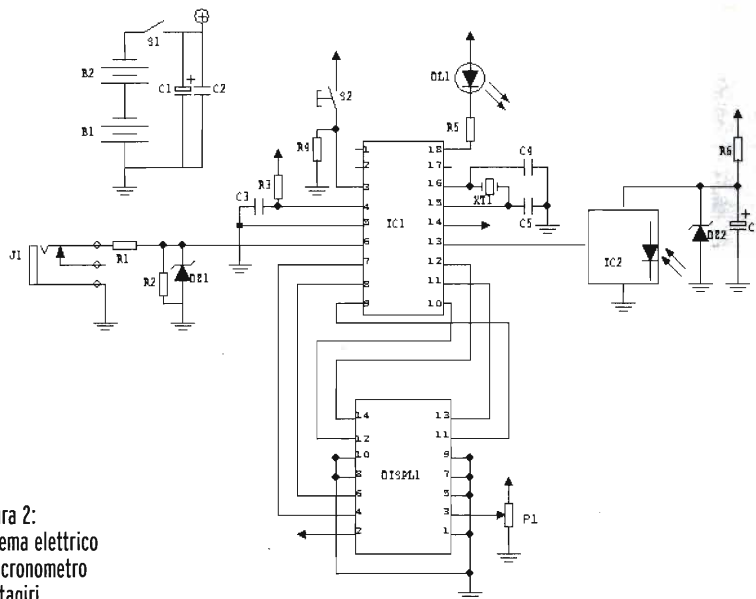 S1
B2
C1
+
C2
B1
S2
R4
DL1
R5
R3
C3
1
2
3
4
5
6
7
8
9
IC1
18
17
16
15
14
13
12
11
10
C4
XT1
C5
R6
+
C
DZ2
IC2
J1
R1
R2
DZ1
14
12
10
8
6
4
2
DISPL1
13
11
9
7
5
3
1
P1
ra 2:
ema elettrico
cronometro
tagiri